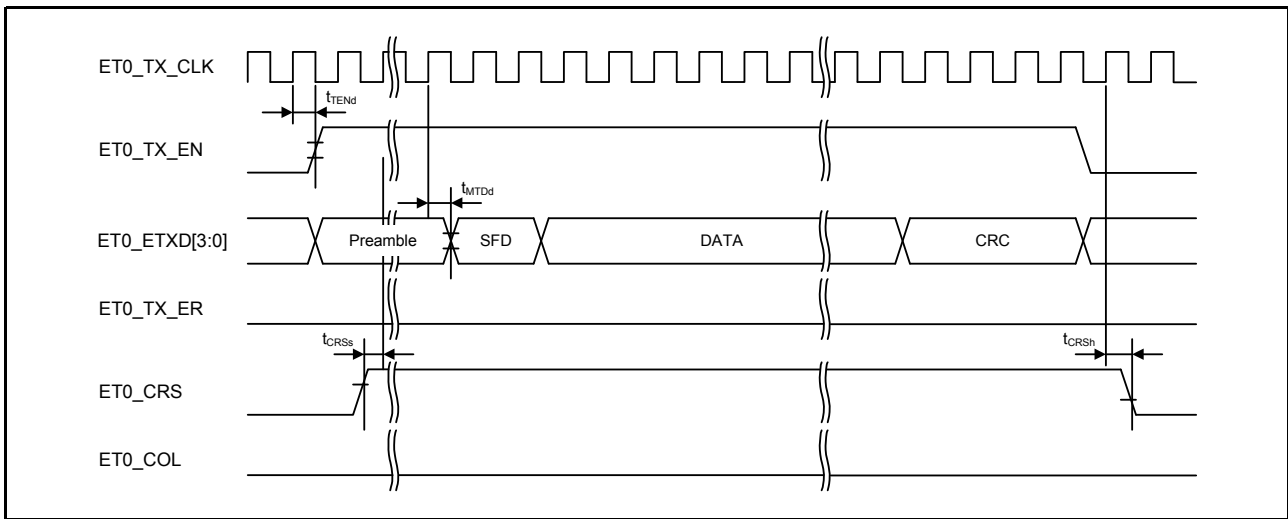 ET0_TX_CLK
tTENd
ET0_TX_EN
tMTDd
ET0_ETXD[3:0]
Preamble
SFD
DATA
CRC
ET0_TX_ER
tCRSs
tCRSh
ET0_CRS
ET0_COL